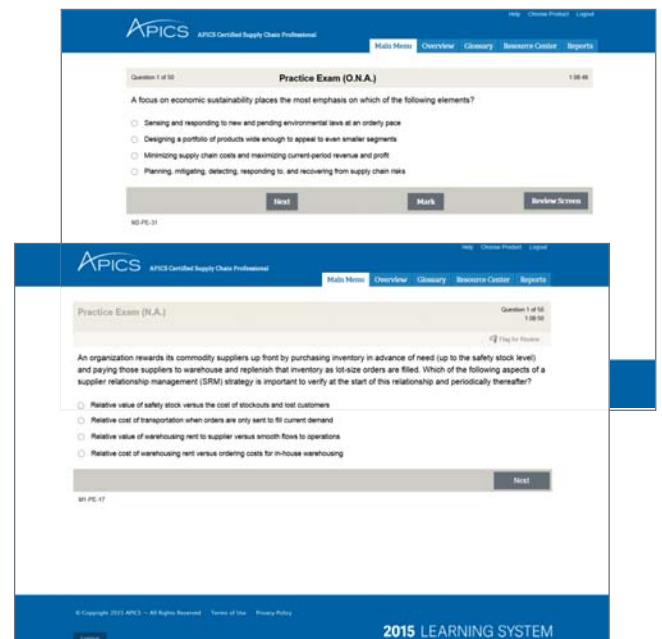 Help Choose Product Logout
APICS APICS Certified Supply Chain Professional
Main Menu Overview Glossary Resource Center Reports
Question 1 of 50 Practice Exam (O.N.A.) 1:08:46
A focus on economic sustainability places the most emphasis on which of the following elements?
Sensing and responding to new and pending environmental laws at an orderly pace
Designing a portfolio of products wide enough to appeal to even smaller segments
Minimizing supply chain costs and maximizing current-period revenue and profit
Planning, mitigating, detecting, responding to, and recovering from supply chain risks
Next Mark Review Screen
M3-PE-31
Help Choose Product Logout
APICS APICS Certified Supply Chain Professional
Main Menu Overview Glossary Resource Center Reports
Practice Exam (N.A.) Question 1 of 50
1:08:50
Flag for Review
An organization rewards its commodity suppliers up front by purchasing inventory in advance of need (up to the safety stock level)
and paying those suppliers to warehouse and replenish that inventory as lot-size orders are filled. Which of the following aspects of a
supplier relationship management (SRM) strategy is important to verify at the start of this relationship and periodically thereafter?
Relative value of safety stock versus the cost of stockouts and lost customers
Relative cost of transportation when orders are only sent to fill current demand
Relative value of warehousing rent to supplier versus smooth flows to operations
Relative cost of warehousing rent versus ordering costs for in-house warehousing
Next
M1-PE-17
© Copyright 2015 APICS ~ All Rights Reserved Terms of Use Privacy Policy
2015 LEARNING SYSTEM